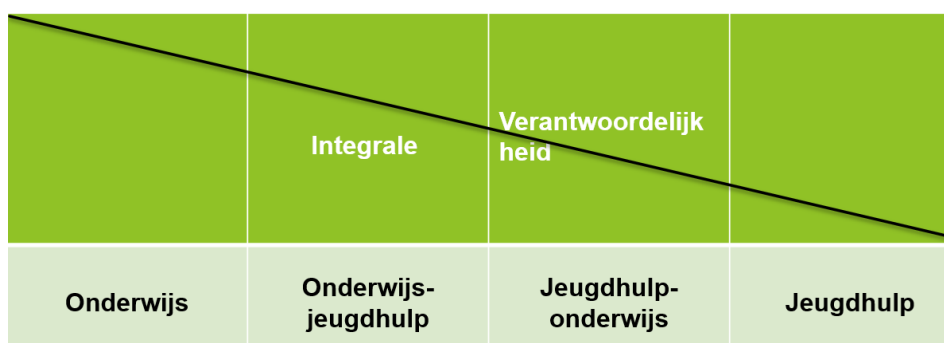 Integrale
Verantwoordelijk
heid
Onderwijs
Onderwijs-
jeugdhulp
Jeugdhulp-
onderwijs
Jeugdhulp